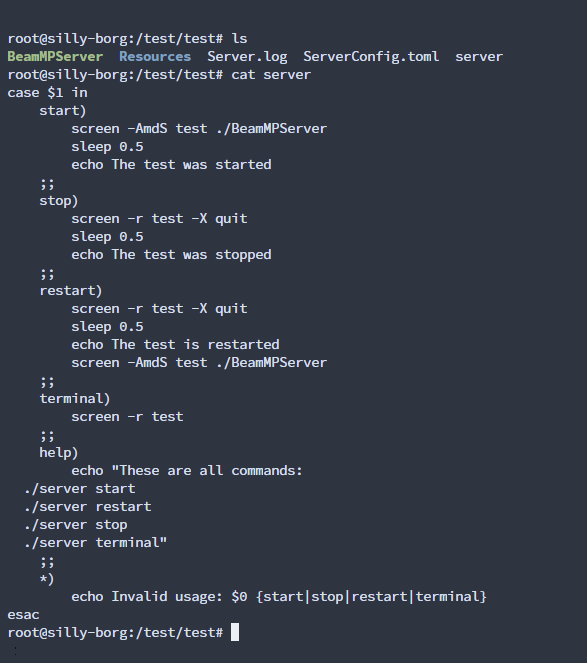 root@silly-borg:/test/test# ls
BeamMPServer  Resources  Server.log  ServerConfig.toml  server
root@silly-borg:/test/test# cat server
case $1 in
    start)
        screen -AmdS test ./BeamMPServer
        sleep 0.5
        echo The test was started
    ;;
    stop)
        screen -r test -X quit
        sleep 0.5
        echo The test was stopped
    ;;
    restart)
        screen -r test -X quit
        sleep 0.5
        echo The test is restarted
        screen -AmdS test ./BeamMPServer
    ;;
    terminal)
        screen -r test
    ;;
    help)
        echo "These are all commands:
  ./server start
  ./server restart
  ./server stop
  ./server terminal"
    ;;
    *)
        echo Invalid usage: $0 {start|stop|restart|terminal}
esac
root@silly-borg:/test/test#